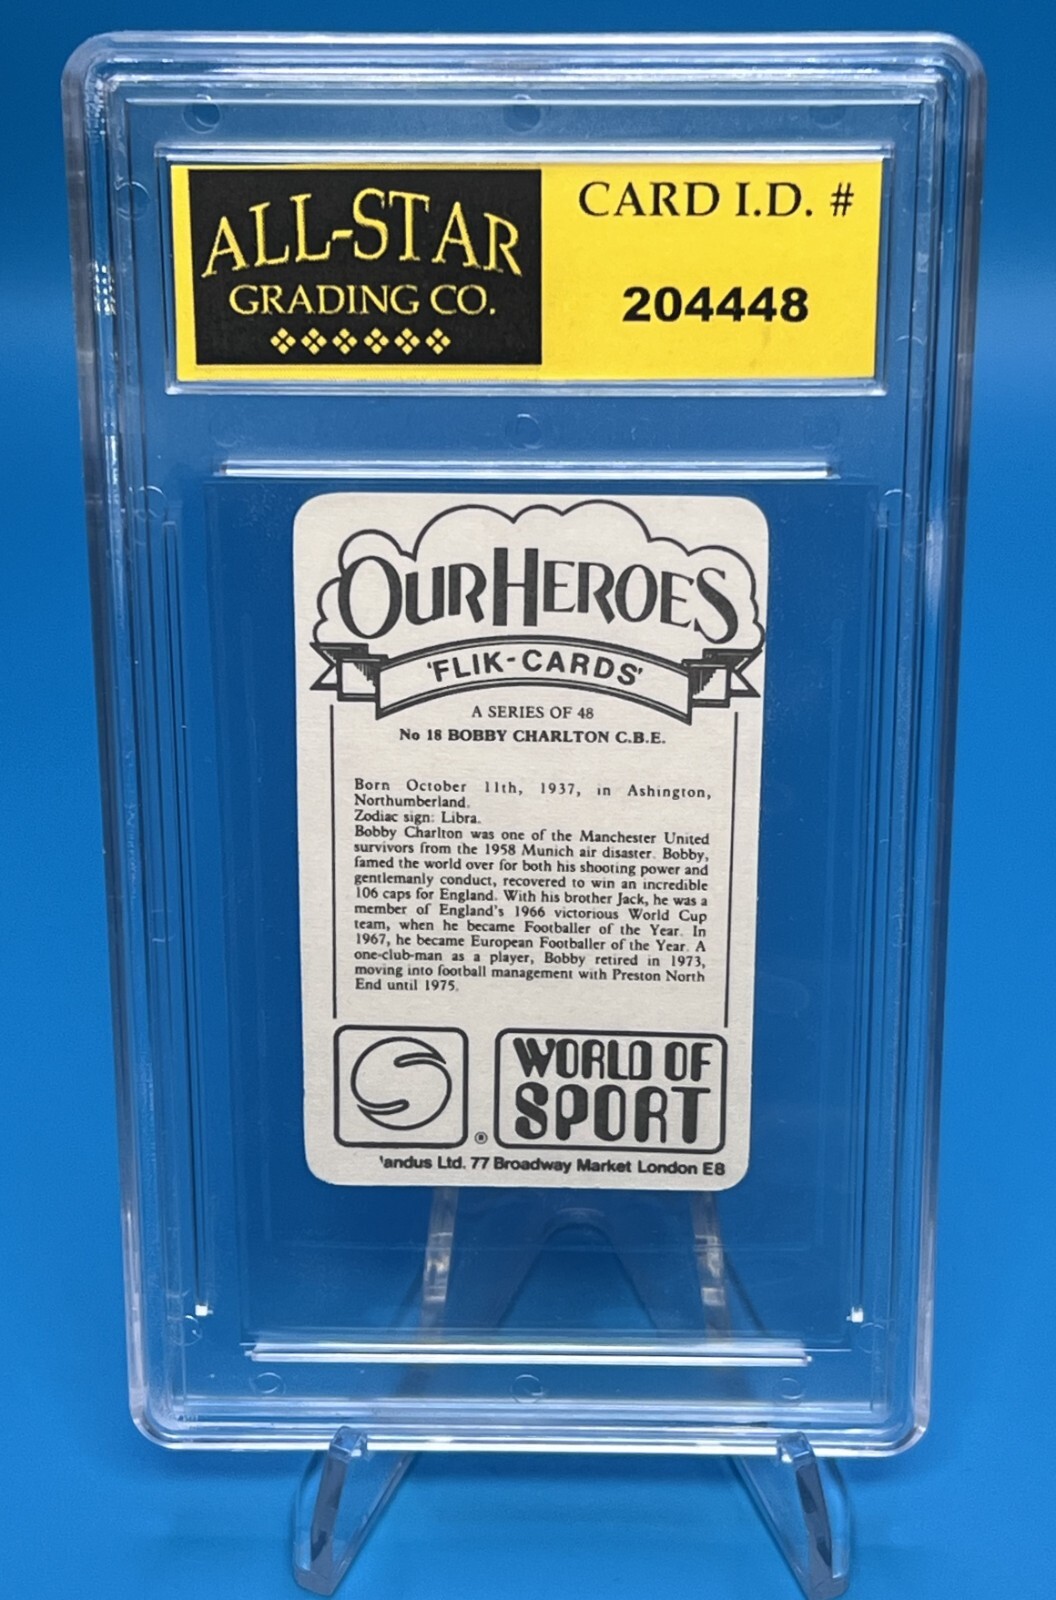 ALL-STAR
GRADING CO.
CARD I.D. #
204448
OUR HEROES
'FLIK-CARDS'
A SERIES OF 48
No 18 BOBBY CHARLTON C.B.E.
Born October 11th, 1937, in Ashington,
Northumberland.
Zodiac sign: Libra.
Bobby Charlton was one of the Manchester United
survivors from the 1958 Munich air disaster. Bobby,
famed the world over for both his shooting power and
gentlemanly conduct, recovered to win an incredible
106 caps for England. With his brother Jack, he was a
member of England's 1966 victorious World Cup
team, when he became Footballer of the Year. In
1967, he became European Footballer of the Year. A
one-club-man as a player, Bobby retired in 1973,
moving into football management with Preston North
End until 1975.
WORLD OF
SPORT
®
andus Ltd. 77 Broadway Market London E8